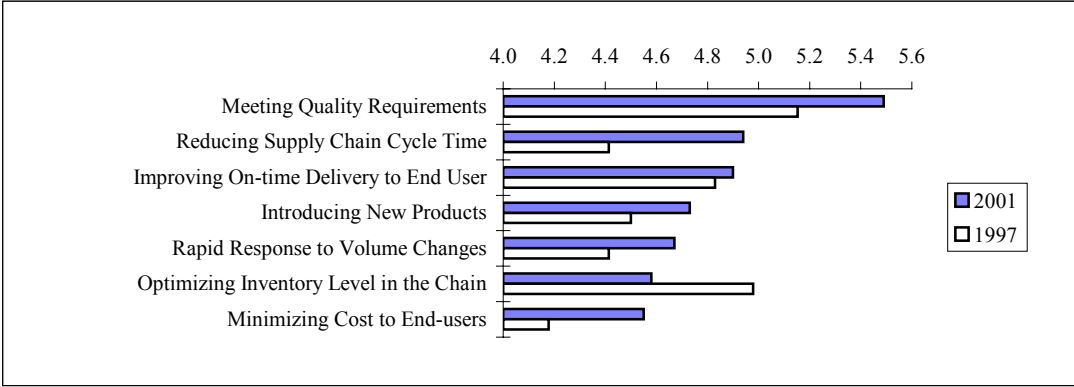 4.0 4.2 4.4 4.6 4.8 5.0 5.2 5.4 5.6
Meeting Quality Requirements
Reducing Supply Chain Cycle Time
Improving On-time Delivery to End User
Introducing New Products
Rapid Response to Volume Changes
Optimizing Inventory Level in the Chain
Minimizing Cost to End-users
2001
1997